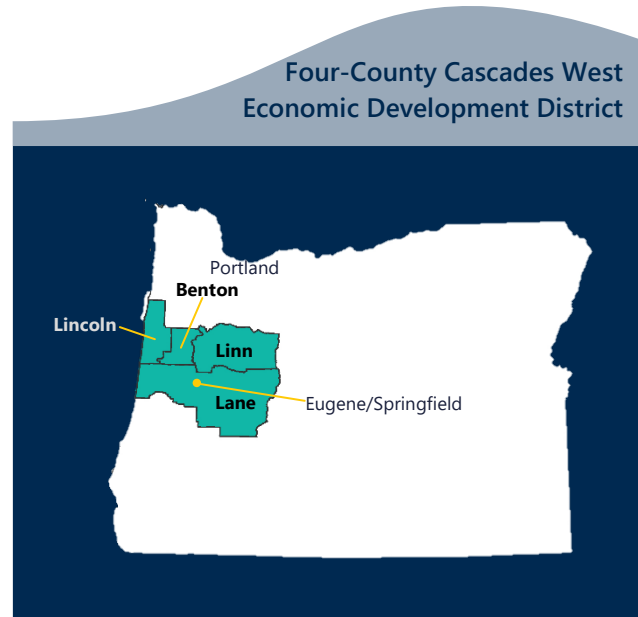 Four-County Cascades West
Economic Development District
Portland
Benton
Lincoln
Linn
Lane
Eugene/Springfield